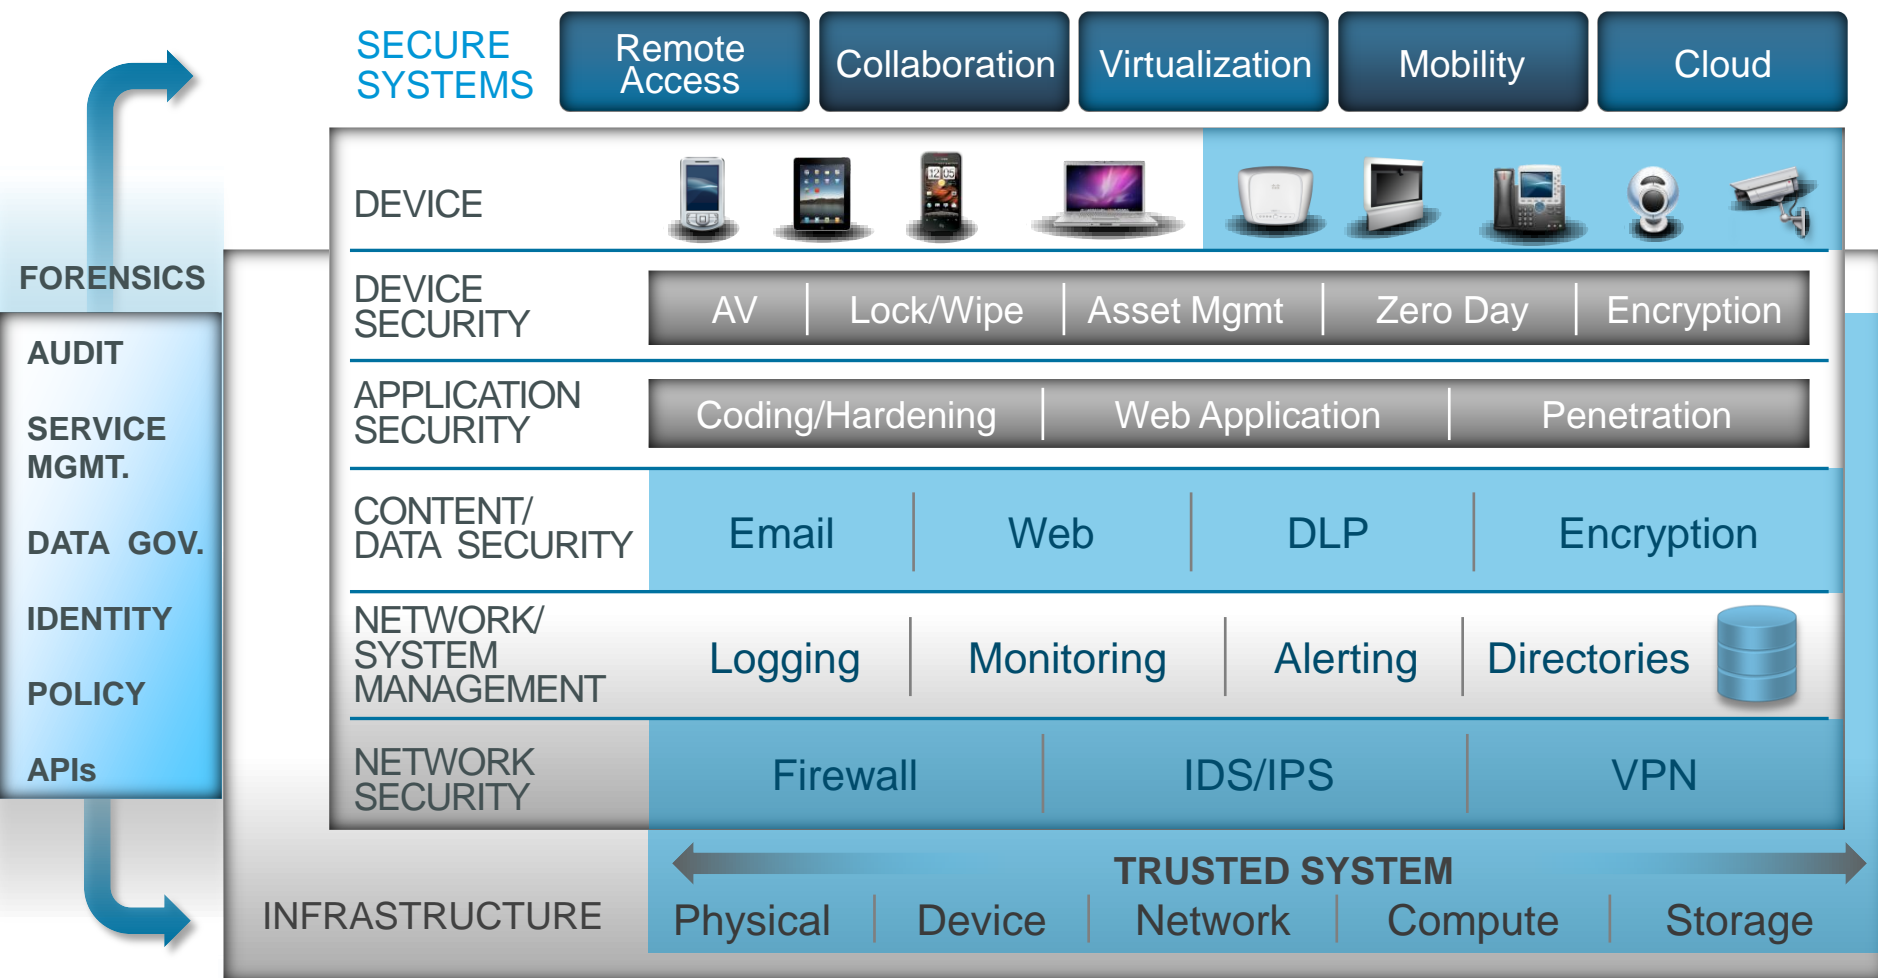 SECURE
SYSTEMS
Remote
Access
Collaboration
Virtualization
Mobility
Cloud
DEVICE
FORENSICS
AUDIT
SERVICE
MGMT.
DATA GOV.
IDENTITY
POLICY
APIs
DEVICE
SECURITY
AV
Lock/Wipe
Asset Mgmt
Zero Day
Encryption
APPLICATION
SECURITY
Coding/Hardening
Web Application
Penetration
CONTENT/
DATA SECURITY
Email
Web
DLP
Encryption
NETWORK/
SYSTEM
MANAGEMENT
Logging
Monitoring
Alerting
Directories
NETWORK
SECURITY
Firewall
IDS/IPS
VPN
TRUSTED SYSTEM
INFRASTRUCTURE
Physical
Device
Network
Compute
Storage